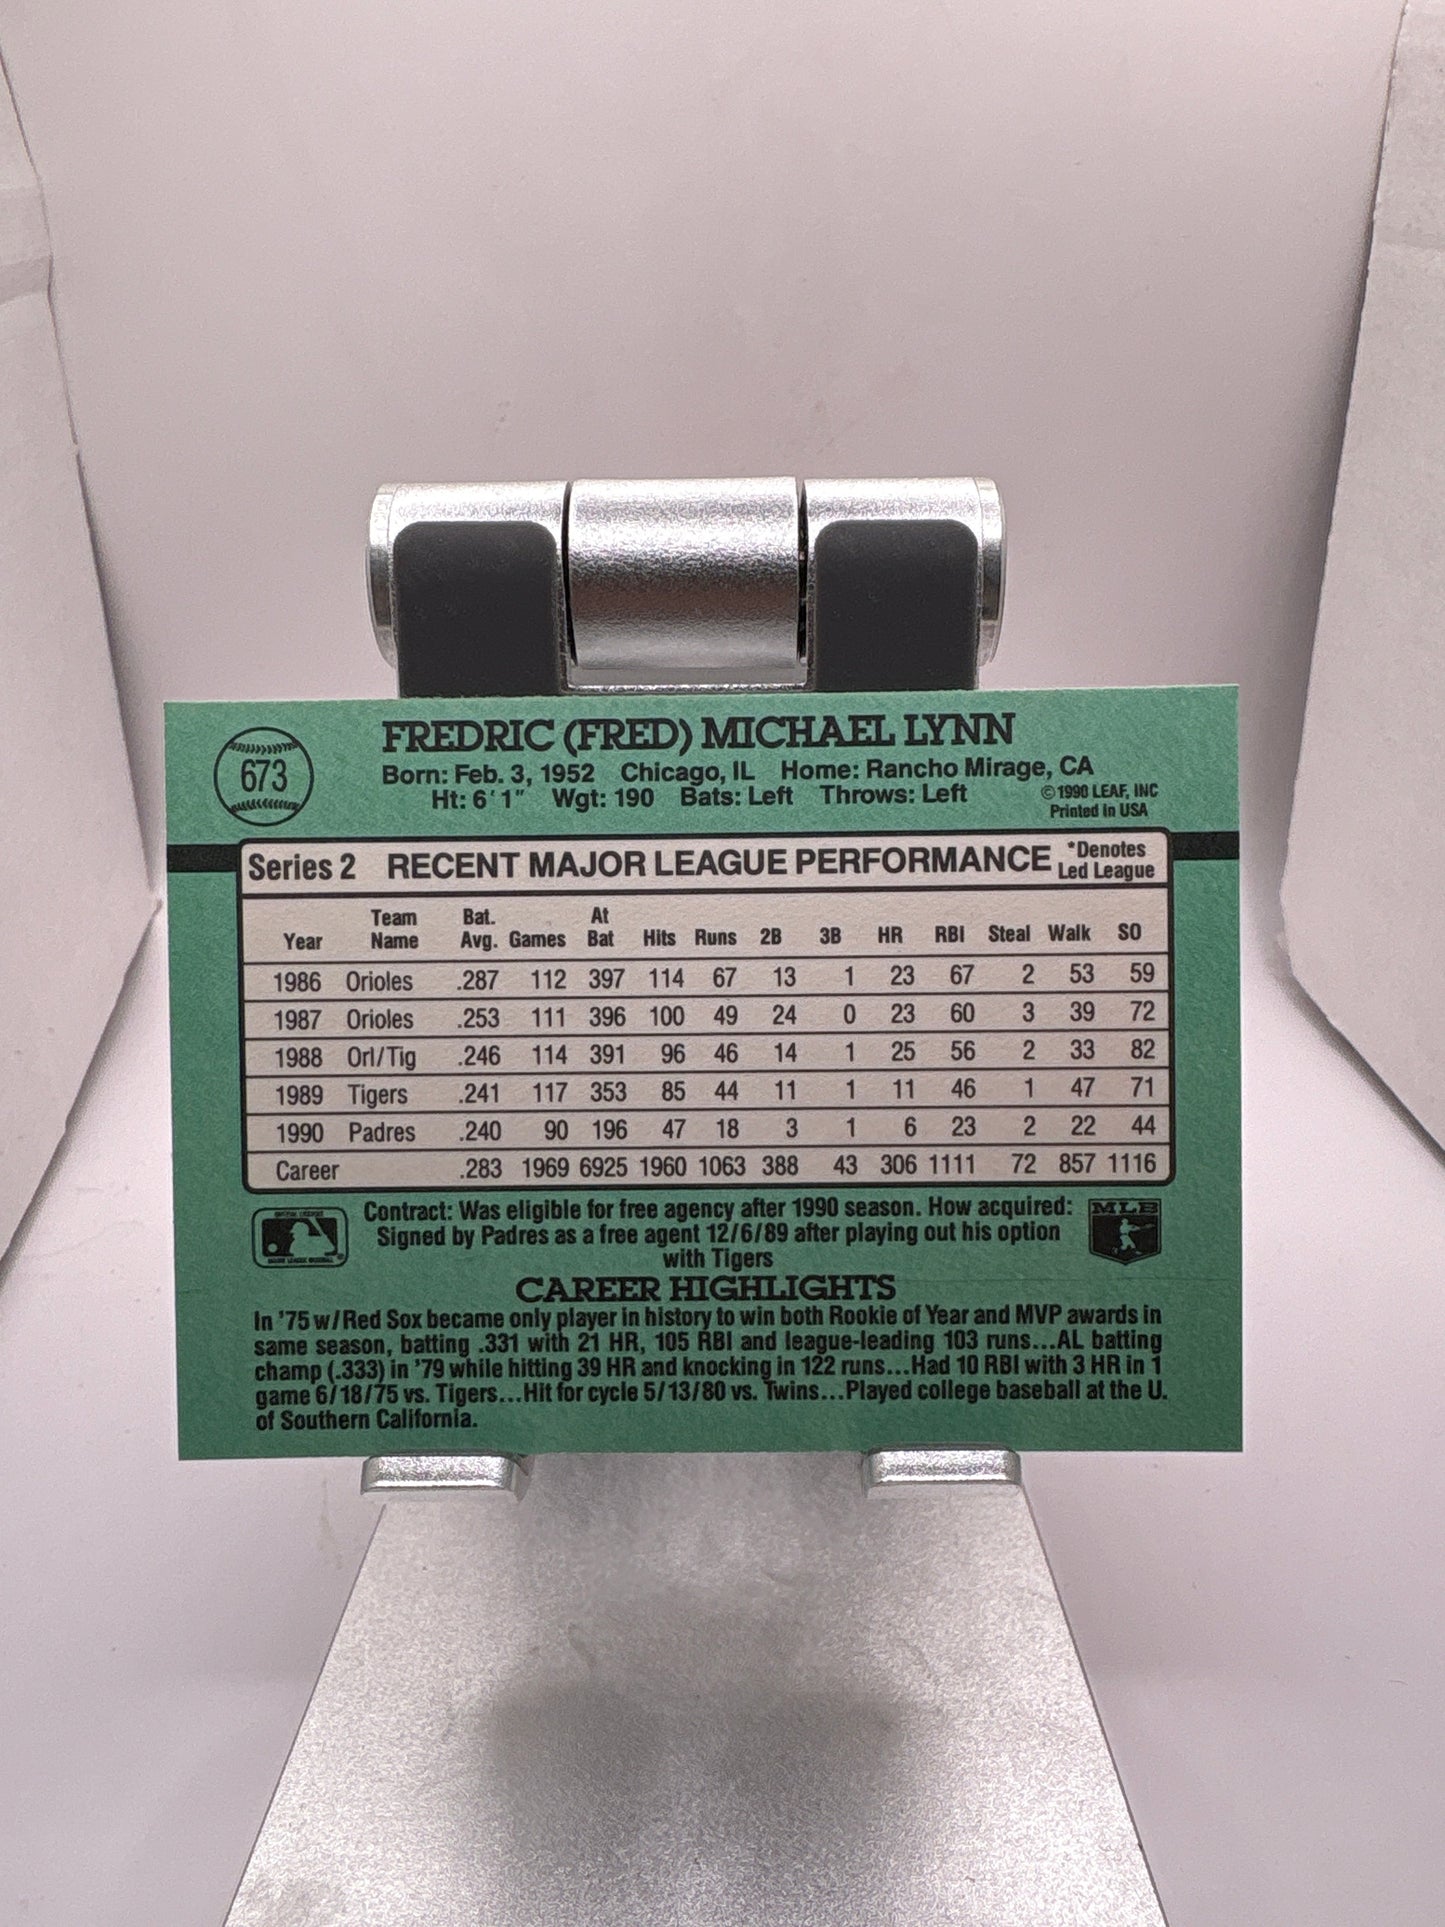 673
FREDRIC (FRED) MICHAEL LYNN
Born: Feb. 3, 1952 Chicago, IL Home: Rancho Mirage, CA
Ht: 6'1" Wgt: 190 Bats: Left Throws: Left
©1990 LEAF, INC
Printed in USA
Series 2 RECENT MAJOR LEAGUE PERFORMANCE *Denotes
Led League
Year Team Name Bat. Avg. Games At Bat Hits Runs 2B 3B HR RBI Steal Walk SO
1986 Orioles .287 112 397 114 67 13 1 23 67 2 53 59
1987 Orioles .253 111 396 100 49 24 0 23 60 3 39 72
1988 Orl/Tig .246 114 391 96 46 14 1 25 56 2 33 82
1989 Tigers .241 117 353 85 44 11 1 11 46 1 47 71
1990 Padres .240 90 196 47 18 3 1 6 23 2 22 44
Career .283 1969 6925 1960 1063 388 43 306 1111 72 857 1116
Contract: Was eligible for free agency after 1990 season. How acquired:
Signed by Padres as a free agent 12/6/89 after playing out his option
with Tigers
MLB
CAREER HIGHLIGHTS
In '75 w/Red Sox became only player in history to win both Rookie of Year and MVP awards in
same season, batting .331 with 21 HR, 105 RBI and league-leading 103 runs...AL batting
champ (.333) in '79 while hitting 39 HR and knocking in 122 runs...Had 10 RBI with 3 HR in 1
game 6/18/75 vs. Tigers...Hit for cycle 5/13/80 vs. Twins...Played college baseball at the U.
of Southern California.